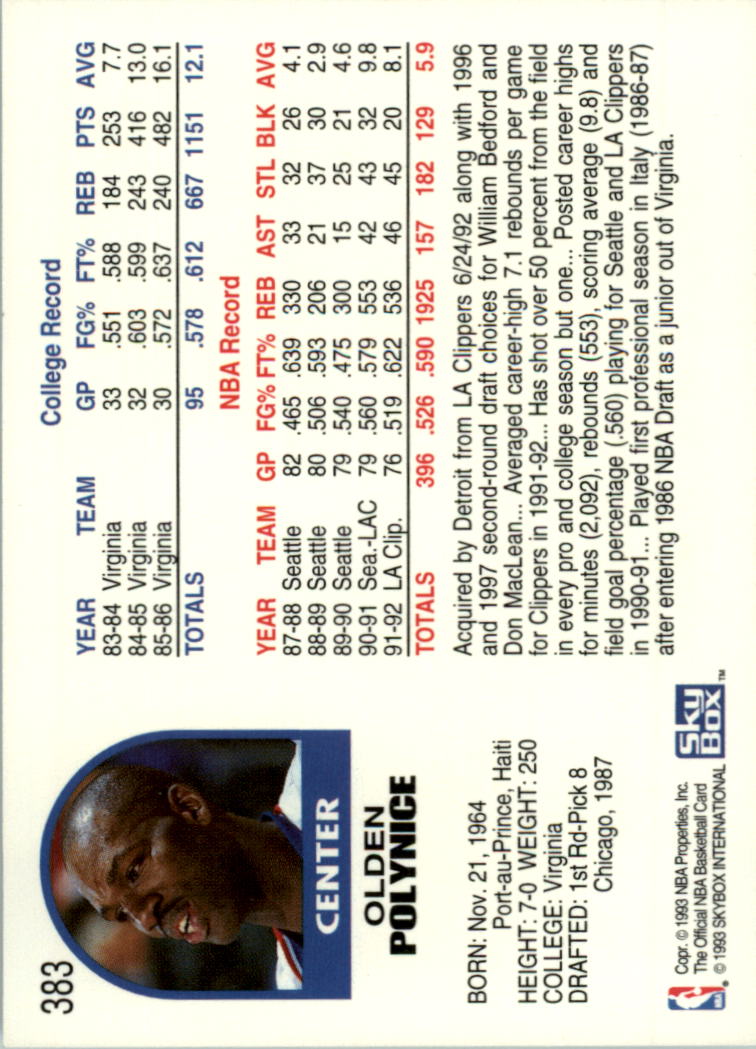 383
CENTER
OLDEN
POLYNICE
BORN: Nov. 21, 1964
Port-au-Prince, Haiti
HEIGHT: 7-0 WEIGHT: 250
COLLEGE: Virginia
DRAFTED: 1st Rd-Pick 8
Chicago, 1987
College Record
YEAR TEAM GP FG% FT% REB PTS AVG
83-84 Virginia 33 .551 .588 184 253 7.7
84-85 Virginia 32 .603 .599 243 416 13.0
85-86 Virginia 30 .572 .637 240 482 16.1
TOTALS 95 .578 .612 667 1151 12.1
NBA Record
YEAR TEAM GP FG% FT% REB AST STL BLK AVG
87-88 Seattle 82 .465 .639 330 33 32 26 4.1
88-89 Seattle 80 .506 .593 206 21 37 30 2.9
89-90 Seattle 79 .540 .475 300 15 25 21 4.6
90-91 Sea.-LAC 79 .560 .579 553 42 43 32 9.8
91-92 LA Clip. 76 .519 .622 536 46 45 20 8.1
TOTALS 396 .526 .590 1925 157 182 129 5.9
Acquired by Detroit from LA Clippers 6/24/92 along with 1996
and 1997 second-round draft choices for William Bedford and
Don MacLean... Averaged career-high 7.1 rebounds per game
for Clippers in 1991-92... Has shot over 50 percent from the field
in every pro and college season but one... Posted career highs
for minutes (2,092), rebounds (553), scoring average (9.8) and
field goal percentage (.560) playing for Seattle and LA Clippers
in 1990-91... Played first professional season in Italy (1986-87)
after entering 1986 NBA Draft as a junior out of Virginia.
NBA
®
Copr. © 1993 NBA Properties, Inc.
The Official NBA Basketball Card
© 1993 SKYBOX INTERNATIONAL
Sky
BOX
™